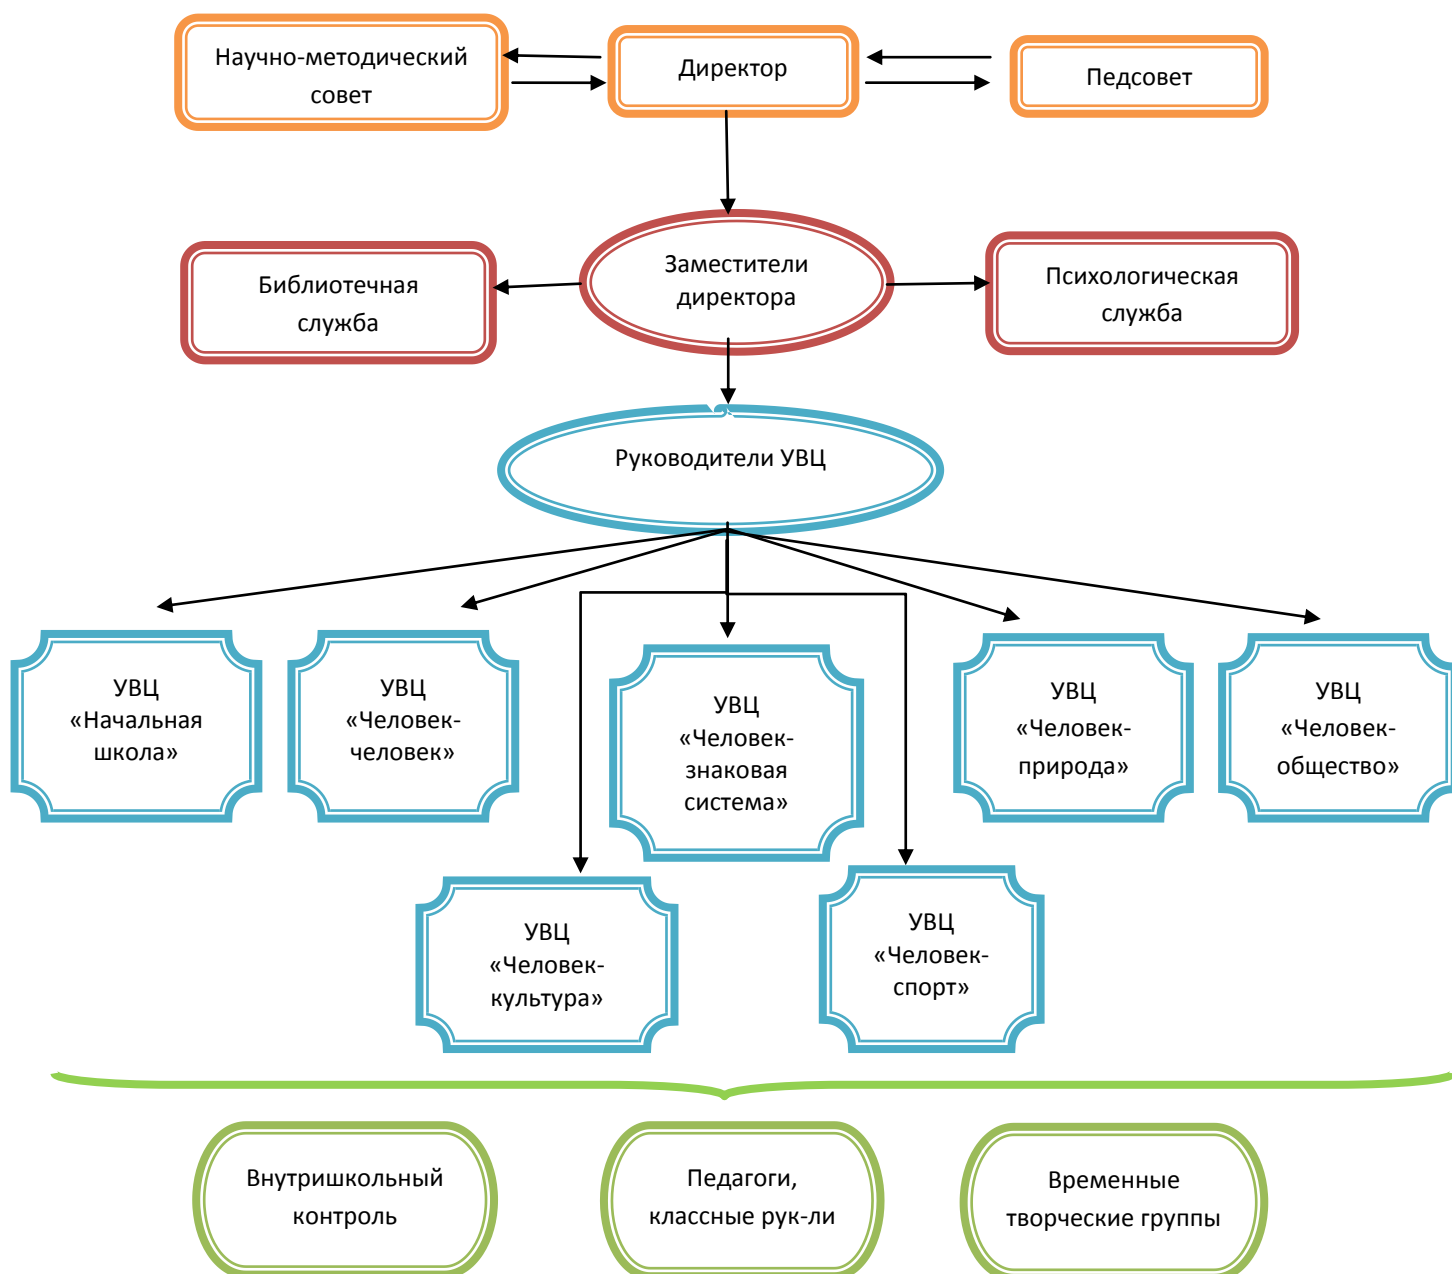 Научно-методический
совет
Директор
Педсовет
Библиотечная
служба
Заместители
директора
Психологическая
служба
Руководители УВЦ
УВЦ
«Начальная
школа»
УВЦ
«Человек-
человек»
УВЦ
«Человек-
знаковая
система»
УВЦ
«Человек-
природа»
УВЦ
«Человек-
общество»
УВЦ
«Человек-
культура»
УВЦ
«Человек-
спорт»
Внутришкольный
контроль
Педагоги,
классные рук-ли
Временные
творческие группы